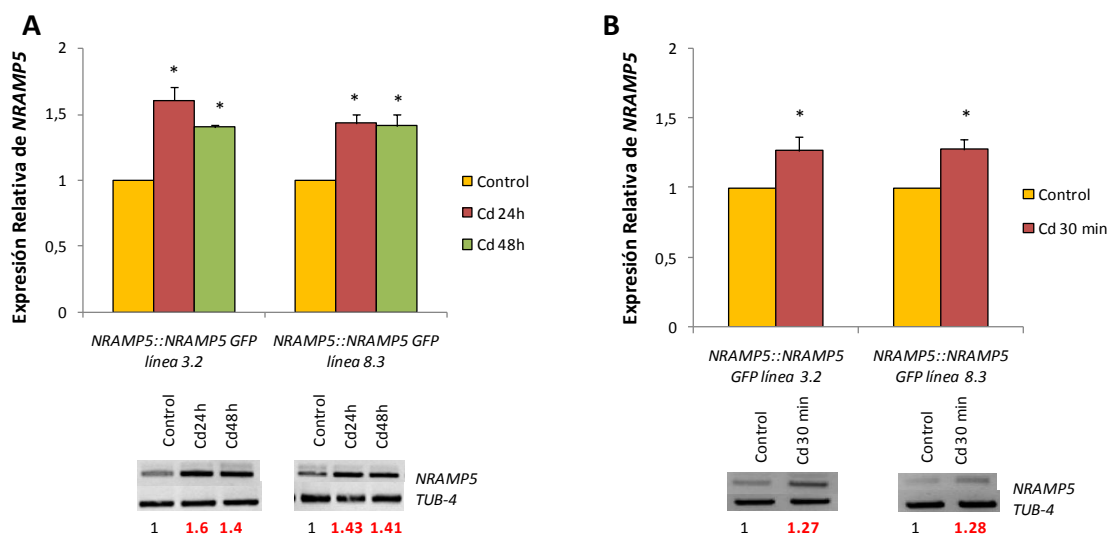 A
Expresión Relativa de NRAMP5
2
1,5
1
0,5
0
* * * *
Control
Cd 24h
Cd 48h
NRAMP5::NRAMP5 GFP
línea 3.2
NRAMP5::NRAMP5 GFP
línea 8.3
Control
Cd24h
Cd48h
Control
Cd24h
Cd48h
NRAMP5
TUB-4
1 1.6 1.4
1 1.43 1.41
B
Expresión Relativa de NRAMP5
2
1,5
1
0,5
0
* *
Control
Cd 30 min
NRAMP5::NRAMP5
GFP línea 3.2
NRAMP5::NRAMP5
GFP línea 8.3
Control
Cd30 min
Control
Cd30 min
NRAMP5
TUB-4
1 1.27
1 1.28